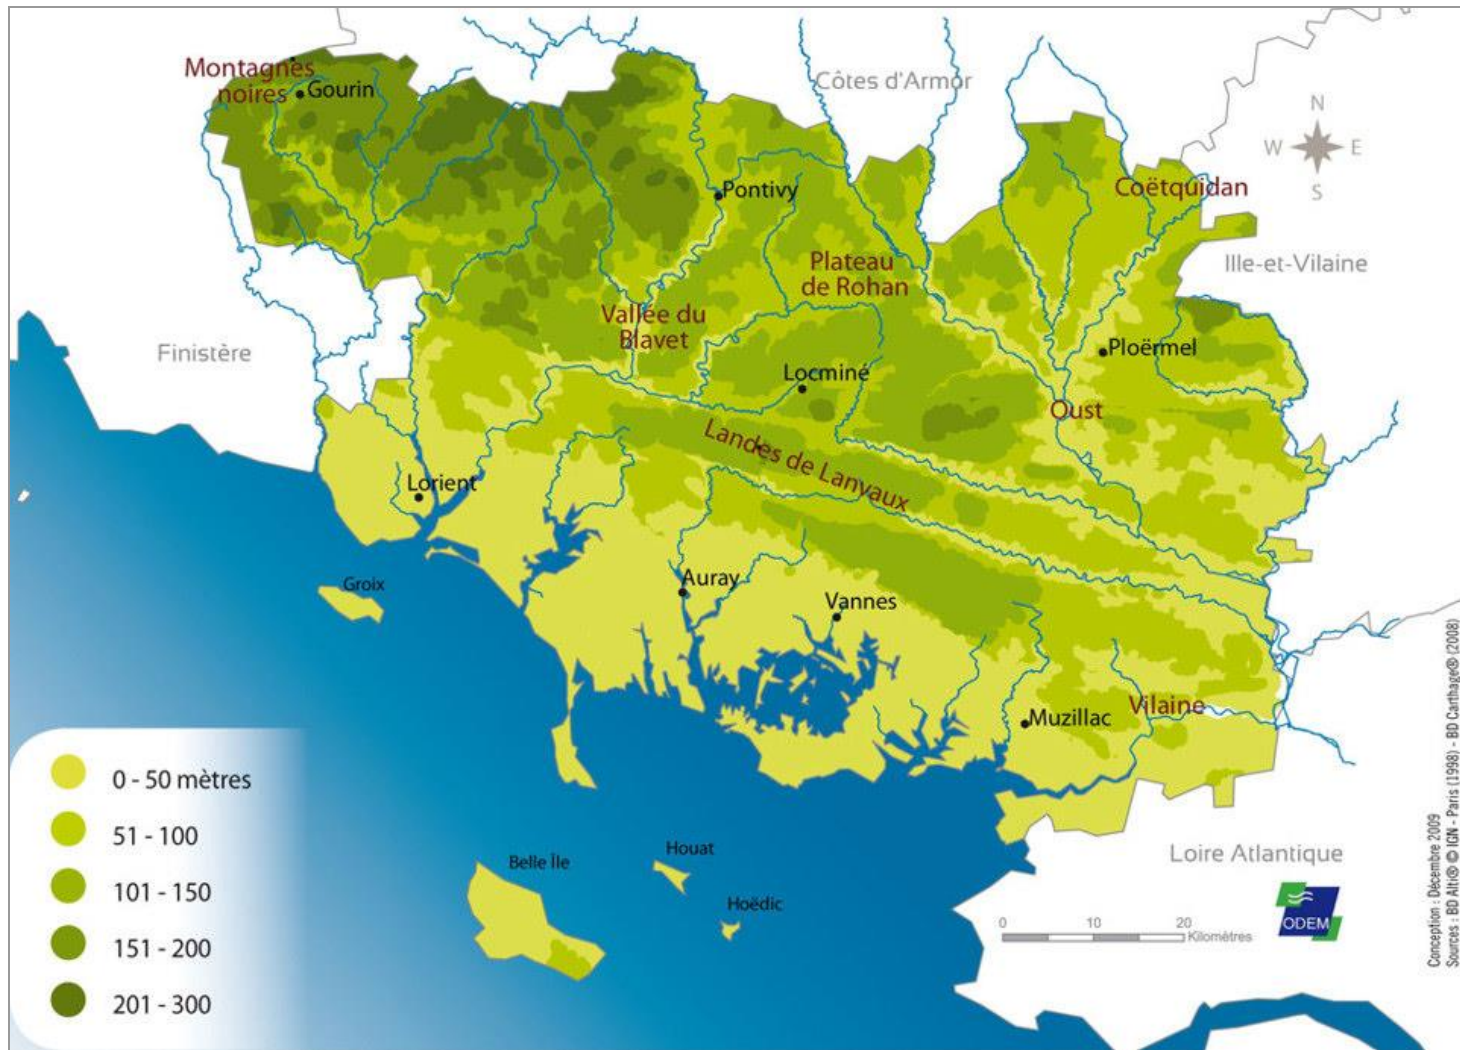 Montagnes
noires
Gourin
Côtes d'Armor
N
W E
S
Pontivy
Coëtquidan
Plateau
de Rohan
Ille-et-Vilaine
Vallée du
Blavet
Finistère
Ploërmel
Locminé
Oust
Landes de Lanvaux
Lorient
Groix
Auray
Vannes
Vilaine
Muzillac
0 - 50 mètres
51 - 100
101 - 150
151 - 200
201 - 300
Belle Île
Houat
Hoëdic
Loire Atlantique
0 10 20
Kilomètres
ODEM
Conception : Décembre 2009
Sources : BD Alti® © IGN - Paris (1998) - BD Carthage® (2008)